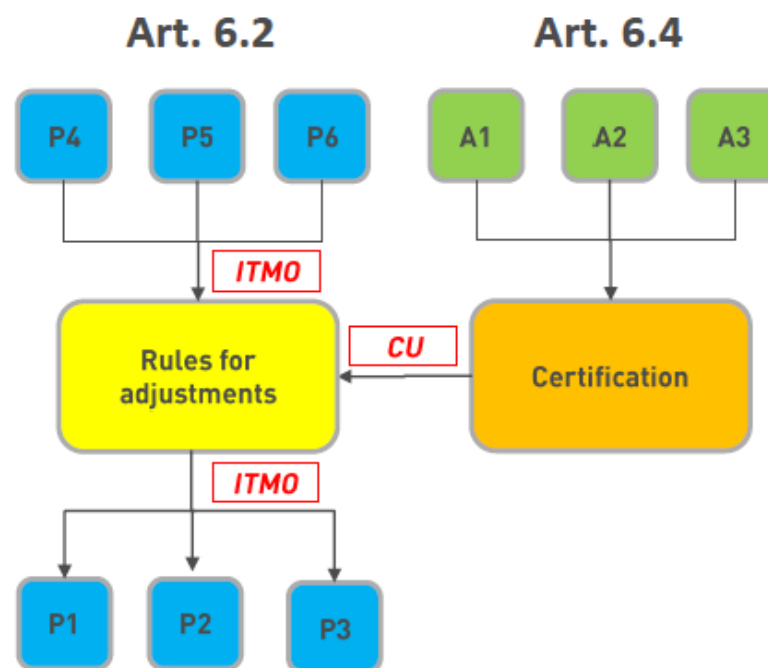 Art. 6.2
Art. 6.4
P4
P5
P6
A1
A2
A3
ITMO
Rules for
adjustments
CU
Certification
ITMO
P1
P2
P3